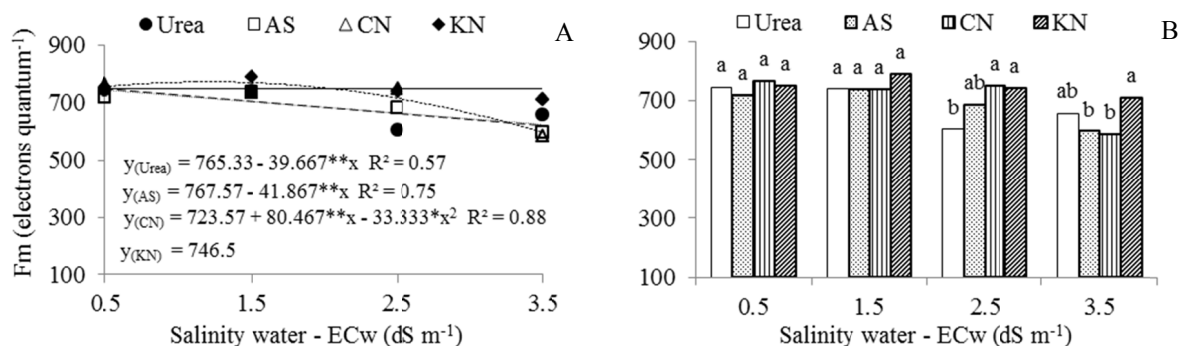 Urea AS CN KN
A
900
700
500
300
100
Fm (electrons quantum⁻¹)
y(Urea) = 765.33 - 39.667**x R² = 0.57
y(AS) = 767.57 - 41.867**x R² = 0.75
y(CN) = 723.57 + 80.467**x - 33.333*x² R² = 0.88
y(KN) = 746.5
0.5 1.5 2.5 3.5
Salinity water - ECw (dS m⁻¹)
Urea AS CN KN
B
900
700
500
300
100
a a a a
a a a a
b ab a a
ab b b a
0.5 1.5 2.5 3.5
Salinity water - ECw (dS m⁻¹)